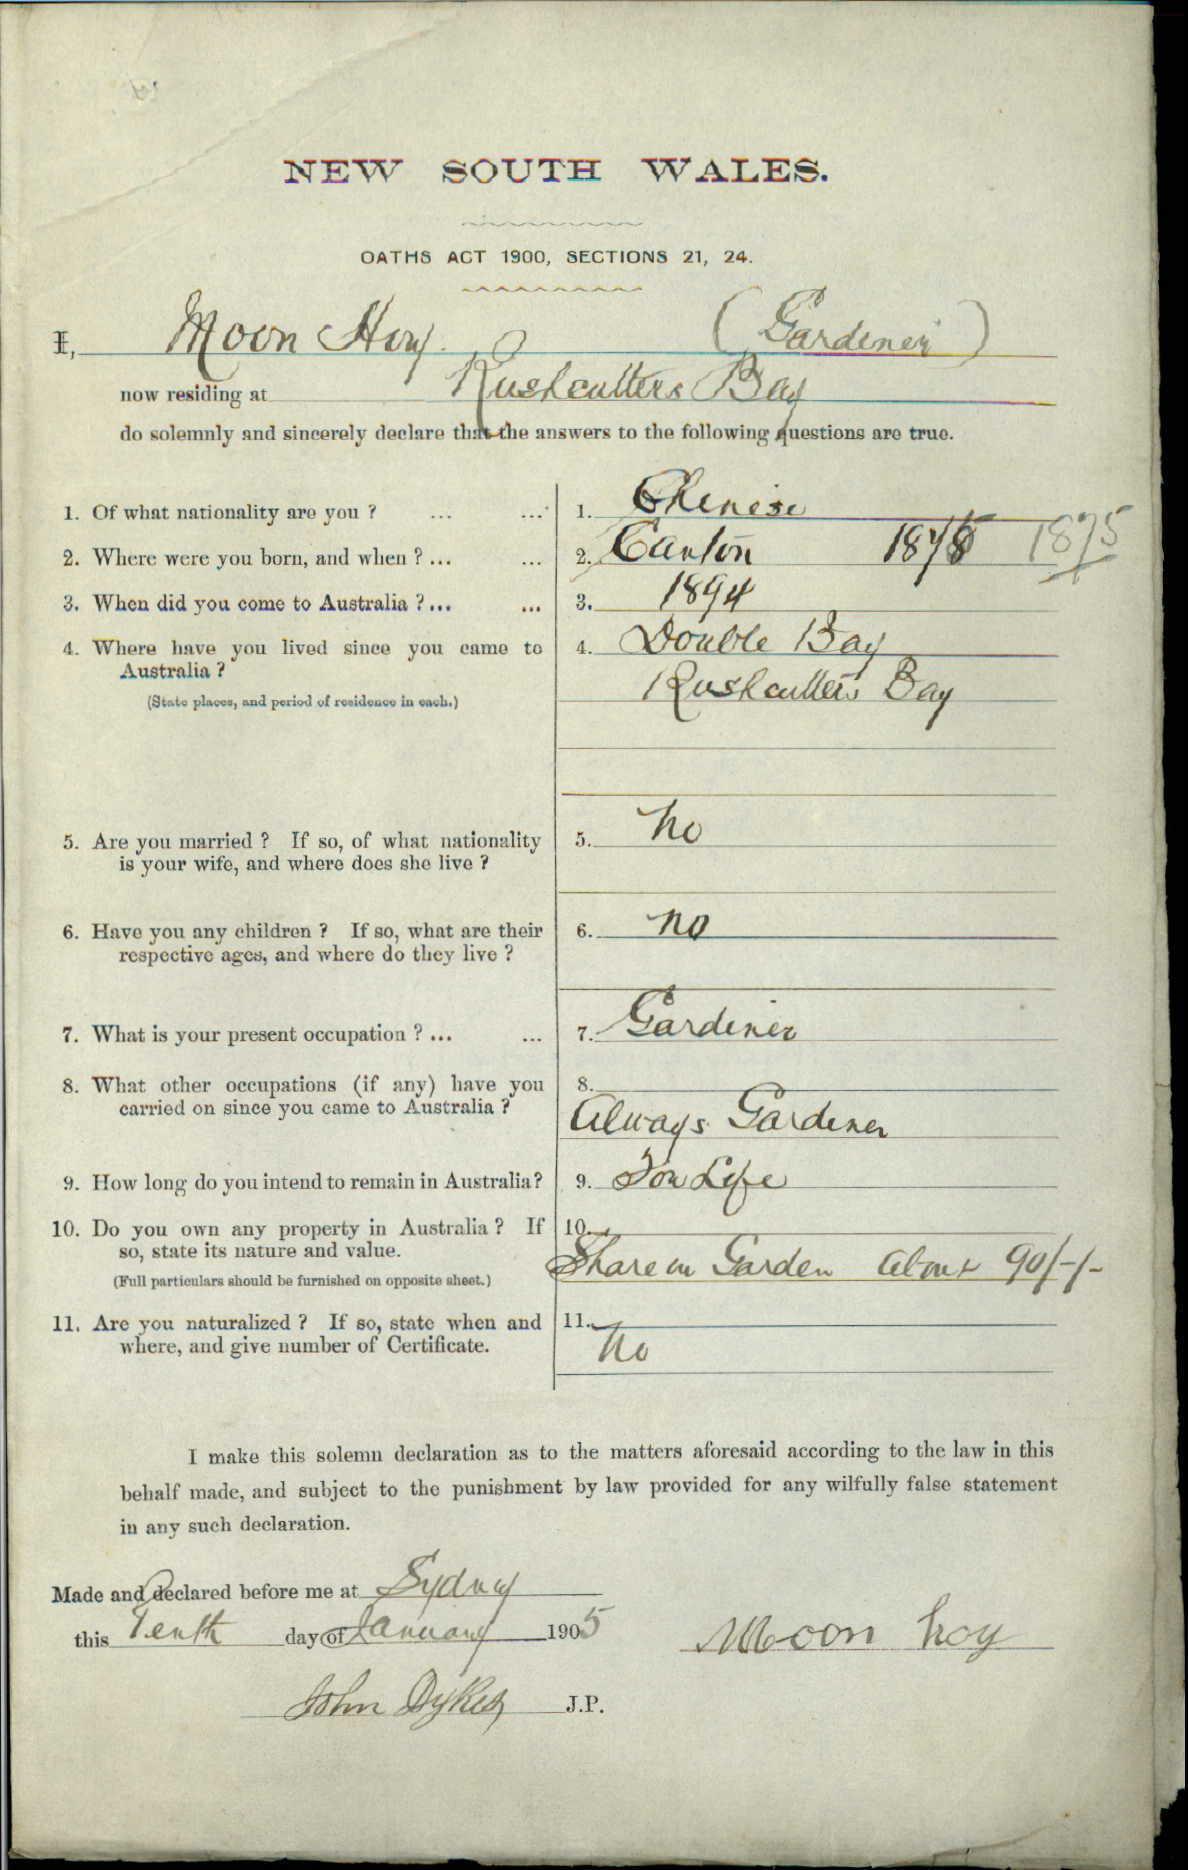 NEW SOUTH WALES.
OATHS ACT 1900, SECTIONS 21, 24.
I, Moon Hoy. (Gardiner)
now residing at Rushcutters Bay
do solemnly and sincerely declare that the answers to the following questions are true.
1. Of what nationality are you ? ... ... 1. Chinese
2. Where were you born, and when ? ... ... 2. Canton 1875 1875
3. When did you come to Australia ? ... ... 3. 1894
4. Where have you lived since you came to 4. Double Bay
Australia ?
Rushcutters Bay
(State places, and period of residence in each.)
5. Are you married ? If so, of what nationality 5. No
is your wife, and where does she live ?
6. Have you any children ? If so, what are their 6. no
respective ages, and where do they live ?
7. What is your present occupation ? ... ... 7. Gardiner
8. What other occupations (if any) have you 8.
carried on since you came to Australia ? Always Gardiner
9. How long do you intend to remain in Australia? 9. For Life
10. Do you own any property in Australia ? If 10.
so, state its nature and value. Share in Garden about 90/-/-
(Full particulars should be furnished on opposite sheet.)
11. Are you naturalized ? If so, state when and 11.
where, and give number of Certificate. No
I make this solemn declaration as to the matters aforesaid according to the law in this
behalf made, and subject to the punishment by law provided for any wilfully false statement
in any such declaration.
Made and declared before me at Sydney
this Tenth day of January 1905 Moon hoy
John Dykes J.P.